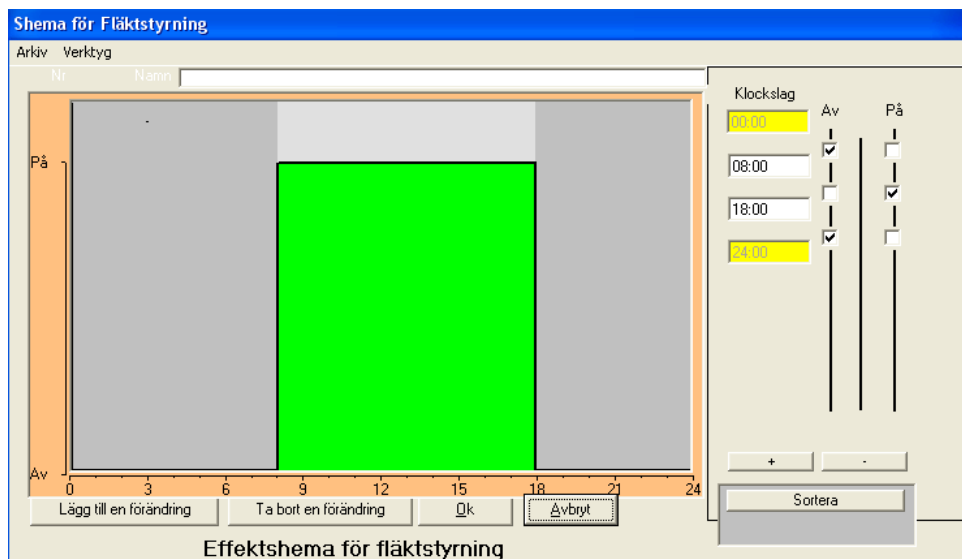 Shema för Fläktstyrning
Arkiv Verktyg
Nr Namn
Klockslag
Av På
00:00
08:00
18:00
24:00
På
Av
0 3 6 9 12 15 18 21 24
+ -
Lägg till en förändring Ta bort en förändring Ok Avbryt
Sortera
Effektshema för fläktstyrning